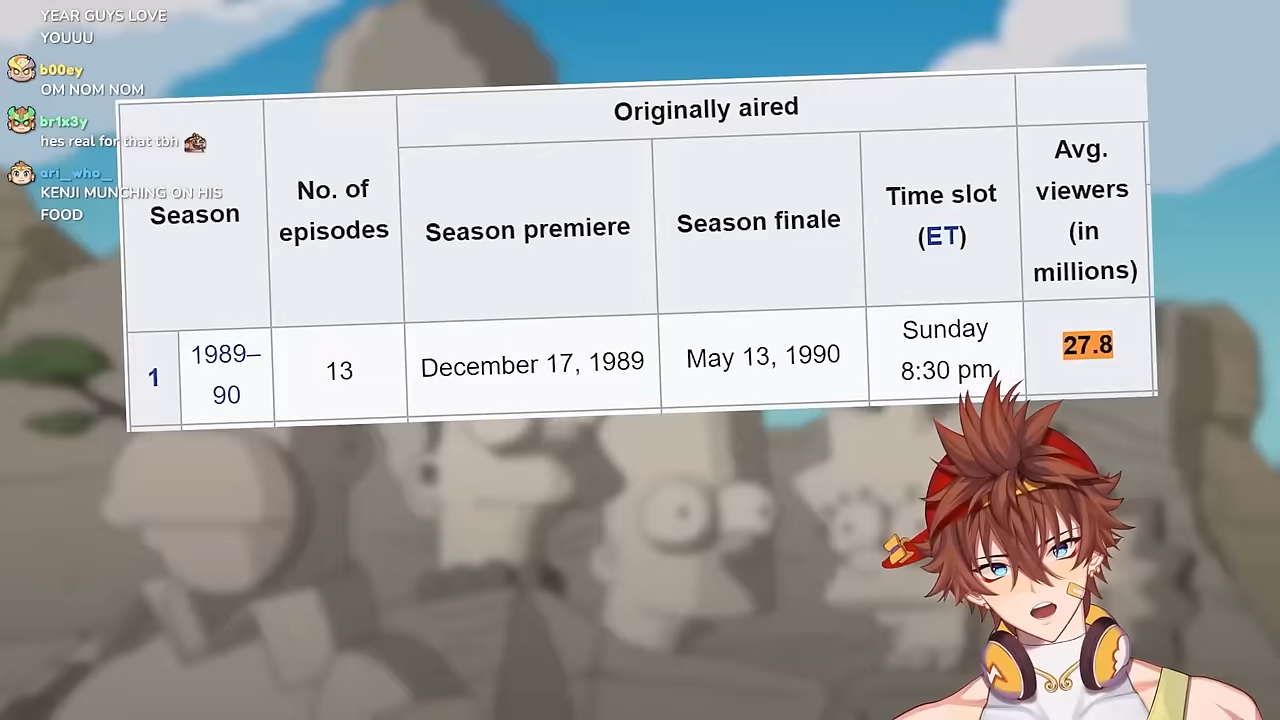 YEAR GUYS LOVE
YOUUU
b00ey
OM NOM NOM
br1x3y
hes real for that tbh
ari_who_
KENJI MUNCHING ON HIS
FOOD
Originally aired
Season
No. of
episodes
Season premiere
Season finale
Time slot
(ET)
Avg.
viewers
(in
millions)
1
1989–
90
13
December 17, 1989
May 13, 1990
Sunday
8:30 pm
27.8